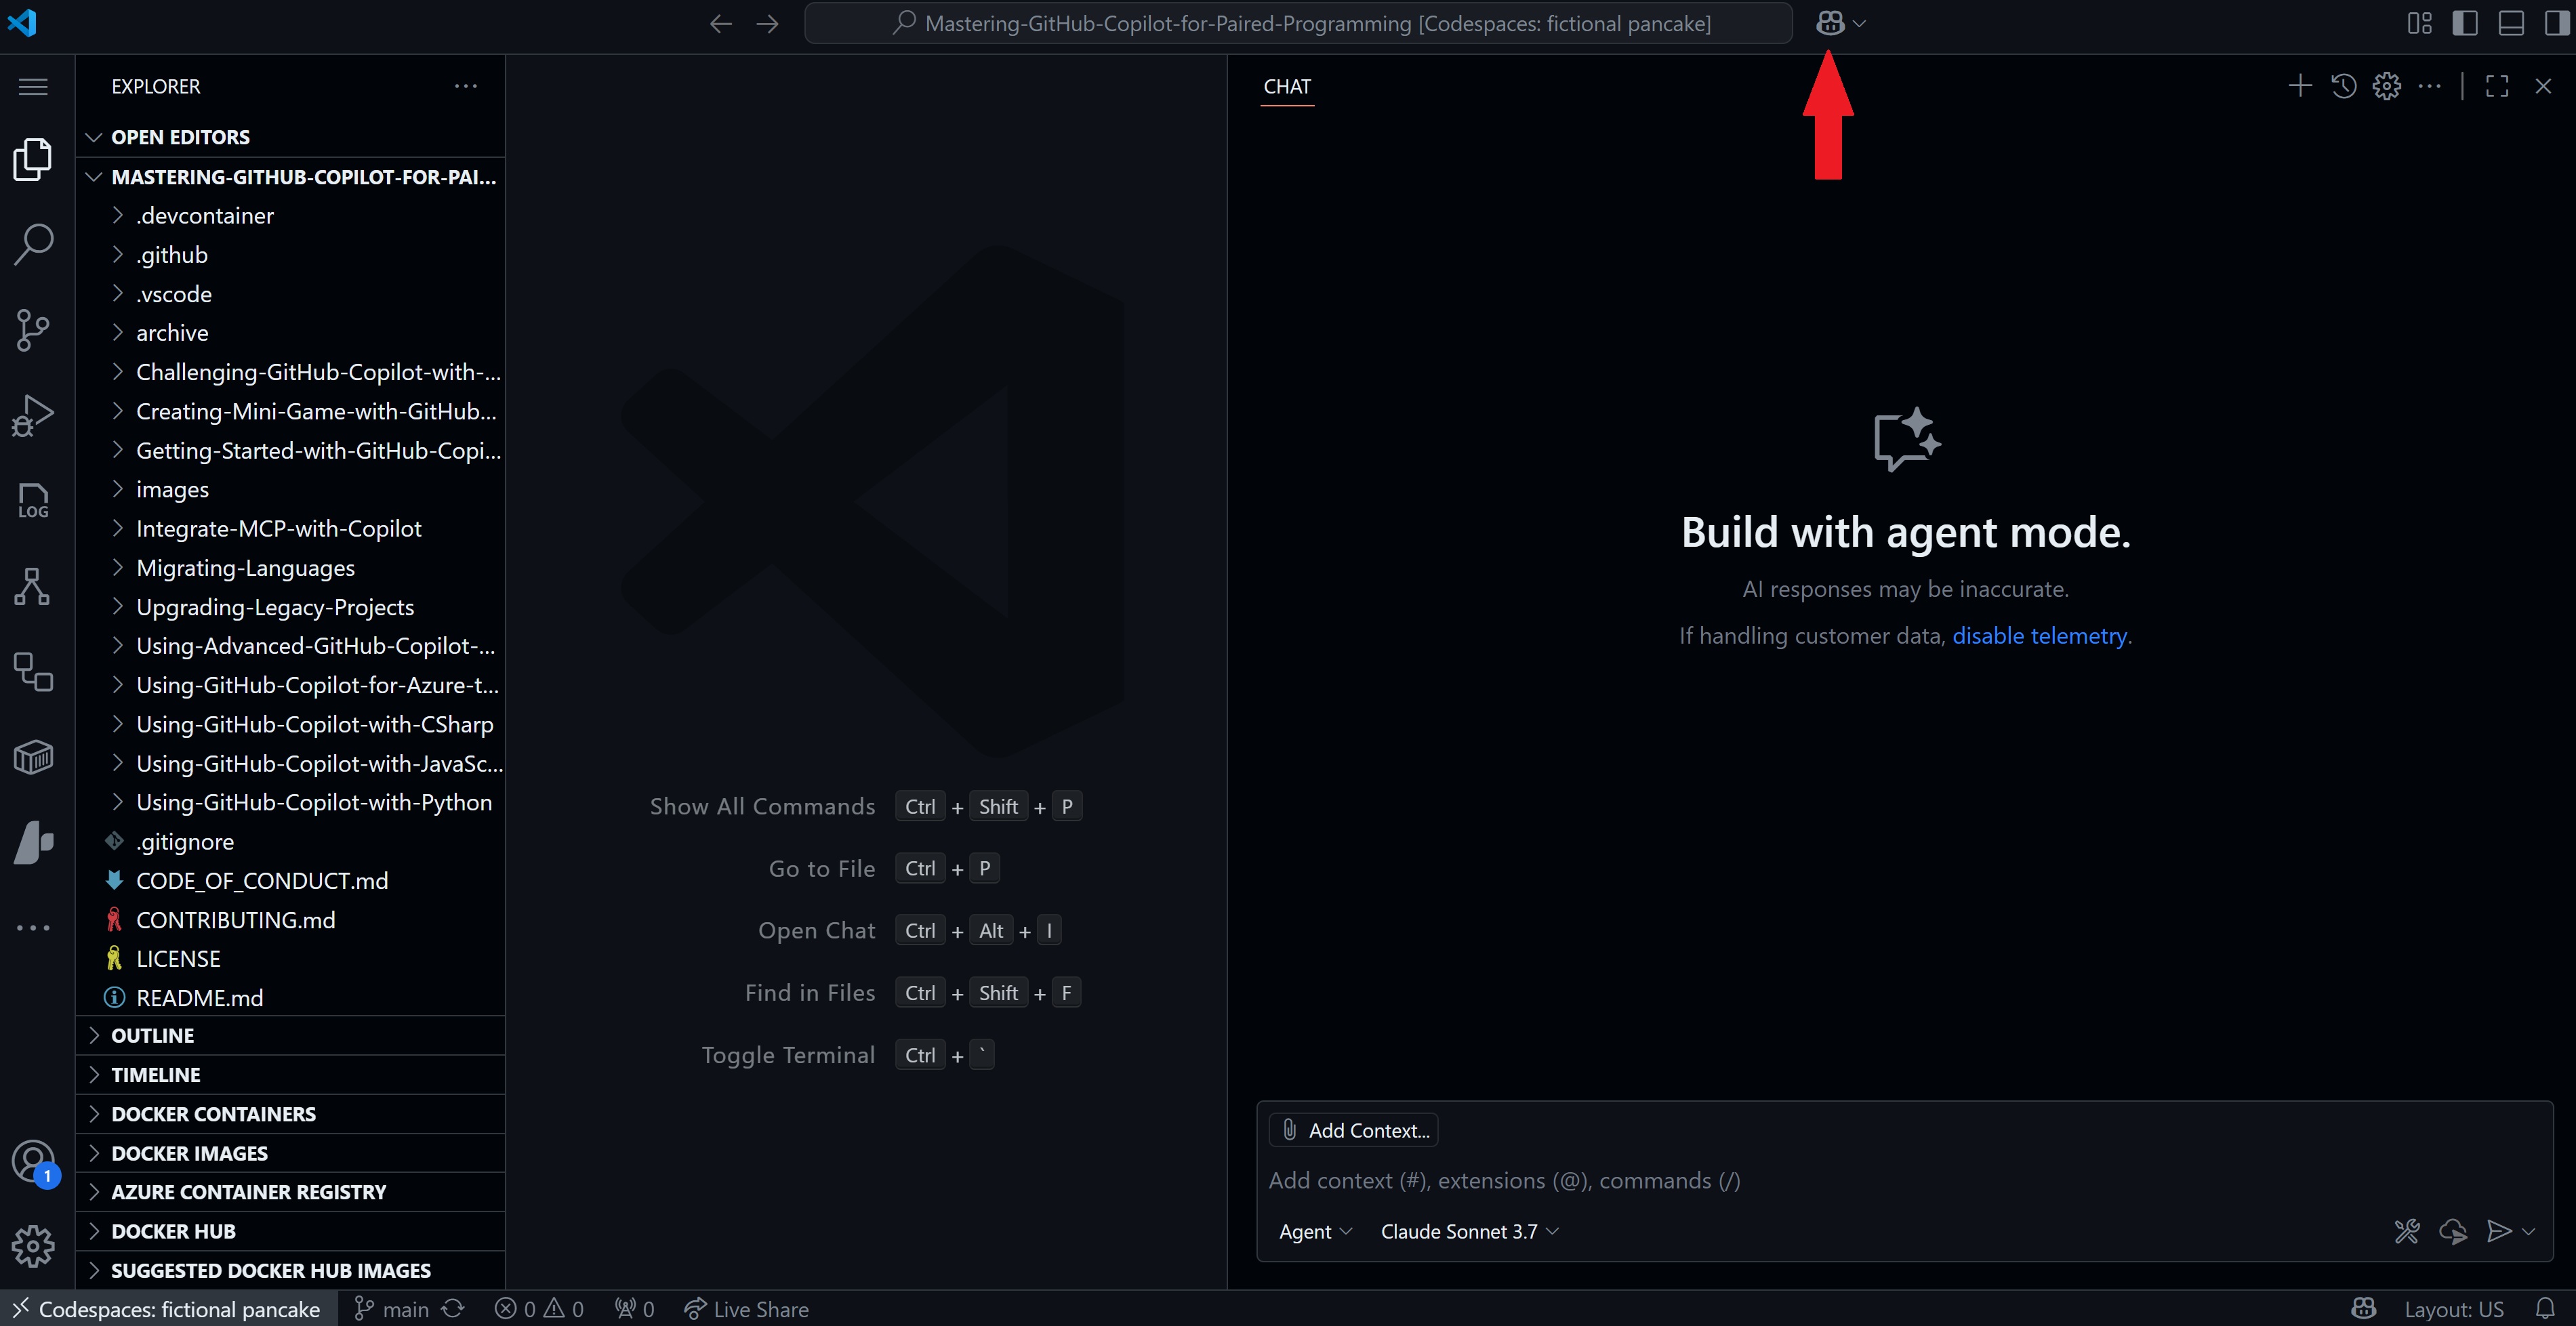 Mastering-GitHub-Copilot-for-Paired-Programming [Codespaces: fictional pancake]
EXPLORER
OPEN EDITORS
MASTERING-GITHUB-COPILOT-FOR-PAI...
.devcontainer
.github
.vscode
archive
Challenging-GitHub-Copilot-with-...
Creating-Mini-Game-with-GitHub...
Getting-Started-with-GitHub-Copi...
images
Integrate-MCP-with-Copilot
Migrating-Languages
Upgrading-Legacy-Projects
Using-Advanced-GitHub-Copilot-...
Using-GitHub-Copilot-for-Azure-t...
Using-GitHub-Copilot-with-CSharp
Using-GitHub-Copilot-with-JavaSc...
Using-GitHub-Copilot-with-Python
.gitignore
CODE_OF_CONDUCT.md
CONTRIBUTING.md
LICENSE
README.md
OUTLINE
TIMELINE
DOCKER CONTAINERS
DOCKER IMAGES
AZURE CONTAINER REGISTRY
DOCKER HUB
SUGGESTED DOCKER HUB IMAGES
LOG
1
Show All Commands Ctrl + Shift + P
Go to File Ctrl + P
Open Chat Ctrl + Alt + I
Find in Files Ctrl + Shift + F
Toggle Terminal Ctrl + `
CHAT
Build with agent mode.
AI responses may be inaccurate.
If handling customer data, disable telemetry.
Add Context...
Add context (#), extensions (@), commands (/)
Agent Claude Sonnet 3.7
Codespaces: fictional pancake main 0 0 0 Live Share Layout: US